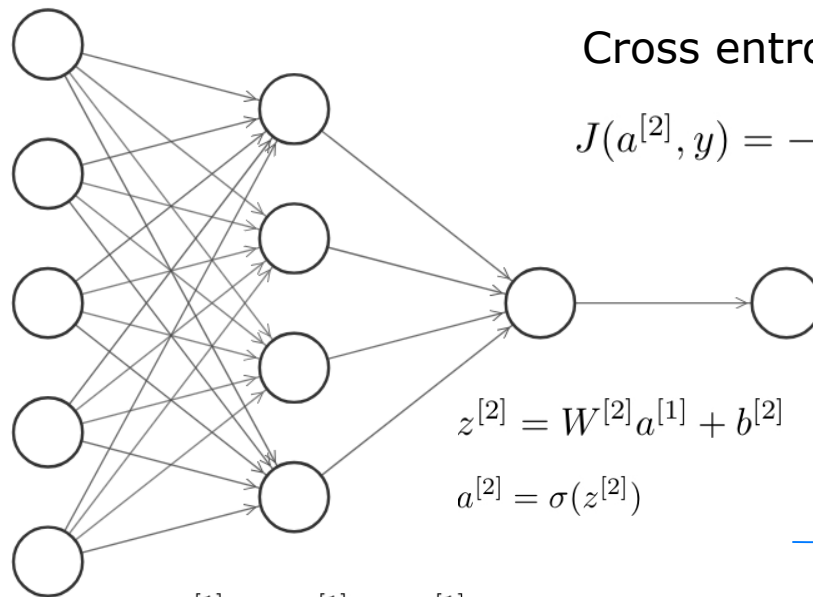 Cross entro
J(a^{[2]}, y) = −
z^{[2]} = W^{[2]}a^{[1]} + b^{[2]}
a^{[2]} = σ(z^{[2]})